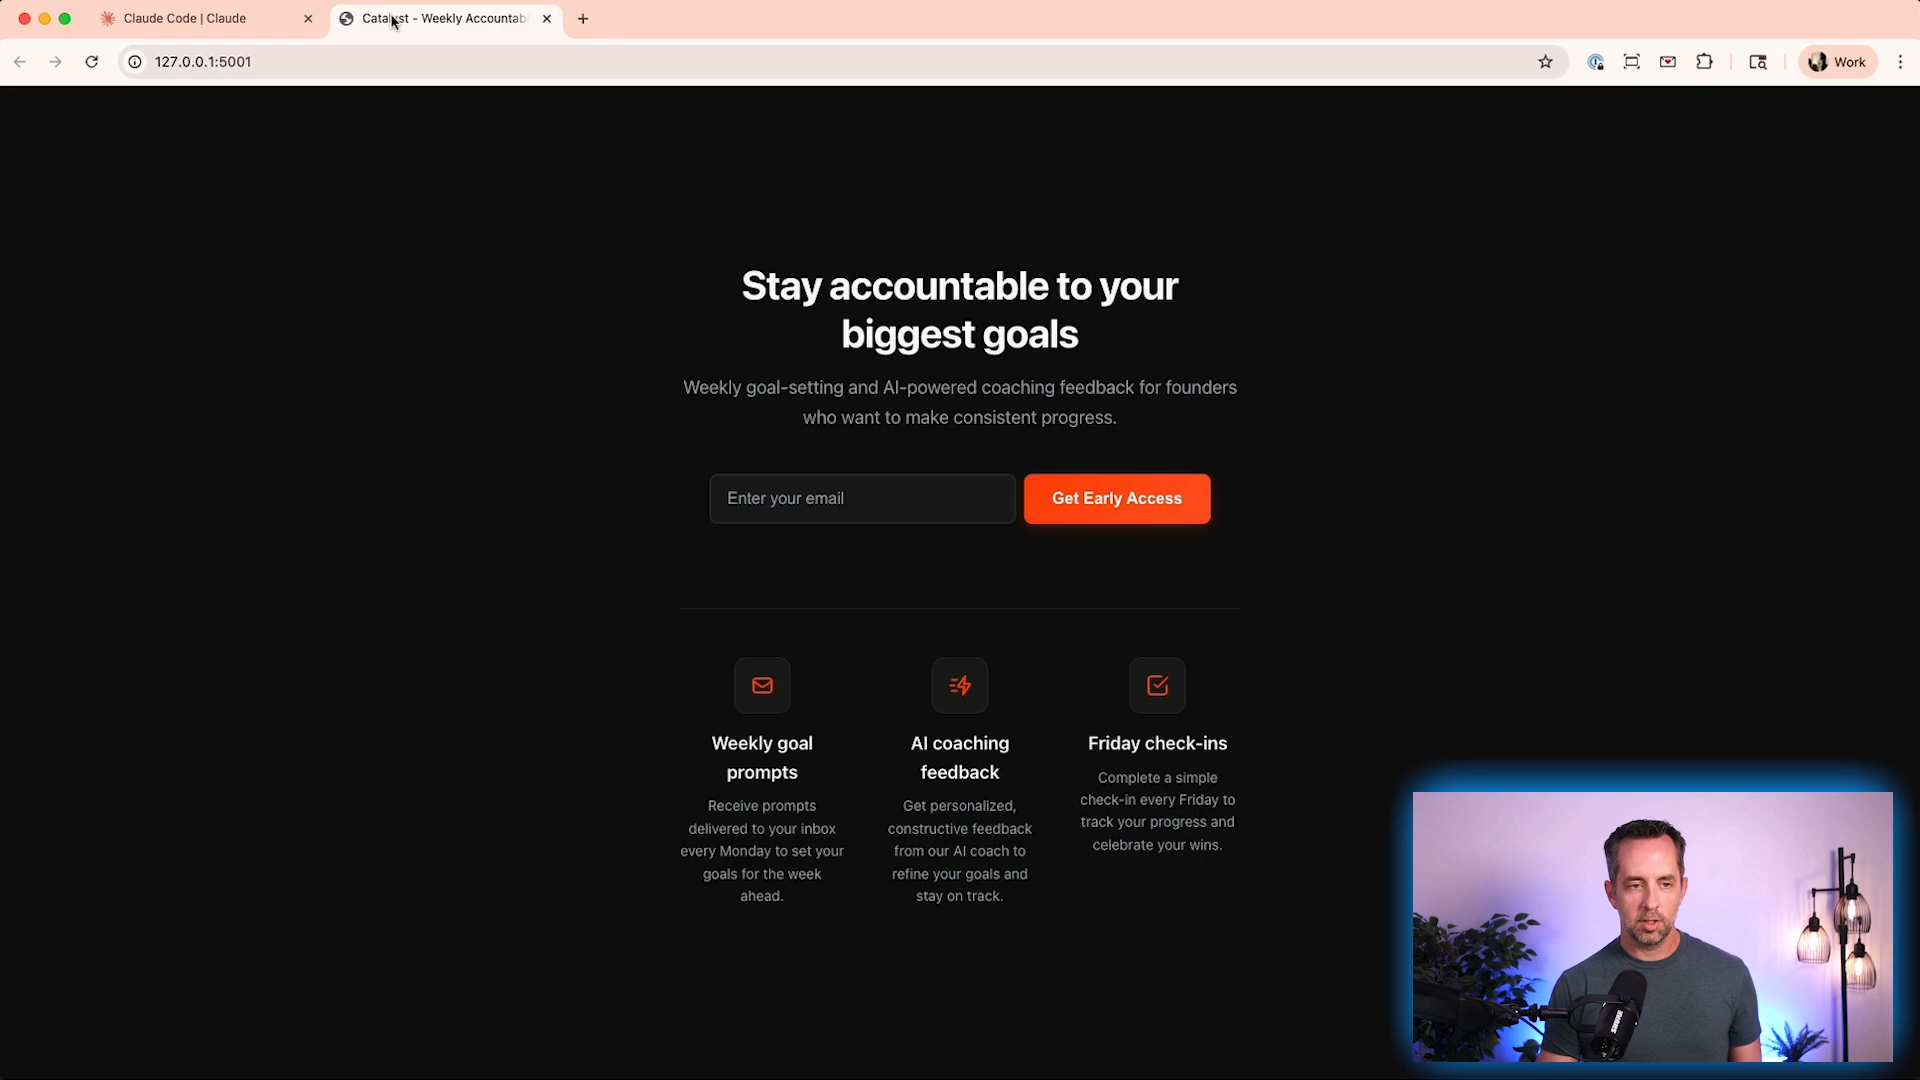 Claude Code | Claude
Catalyst - Weekly Accountab
127.0.0.1:5001
Work
Stay accountable to your
biggest goals
Weekly goal-setting and AI-powered coaching feedback for founders
who want to make consistent progress.
Enter your email
Get Early Access
Weekly goal
prompts
Receive prompts
delivered to your inbox
every Monday to set your
goals for the week
ahead.
AI coaching
feedback
Get personalized,
constructive feedback
from our AI coach to
refine your goals and
stay on track.
Friday check-ins
Complete a simple
check-in every Friday to
track your progress and
celebrate your wins.
SHURE